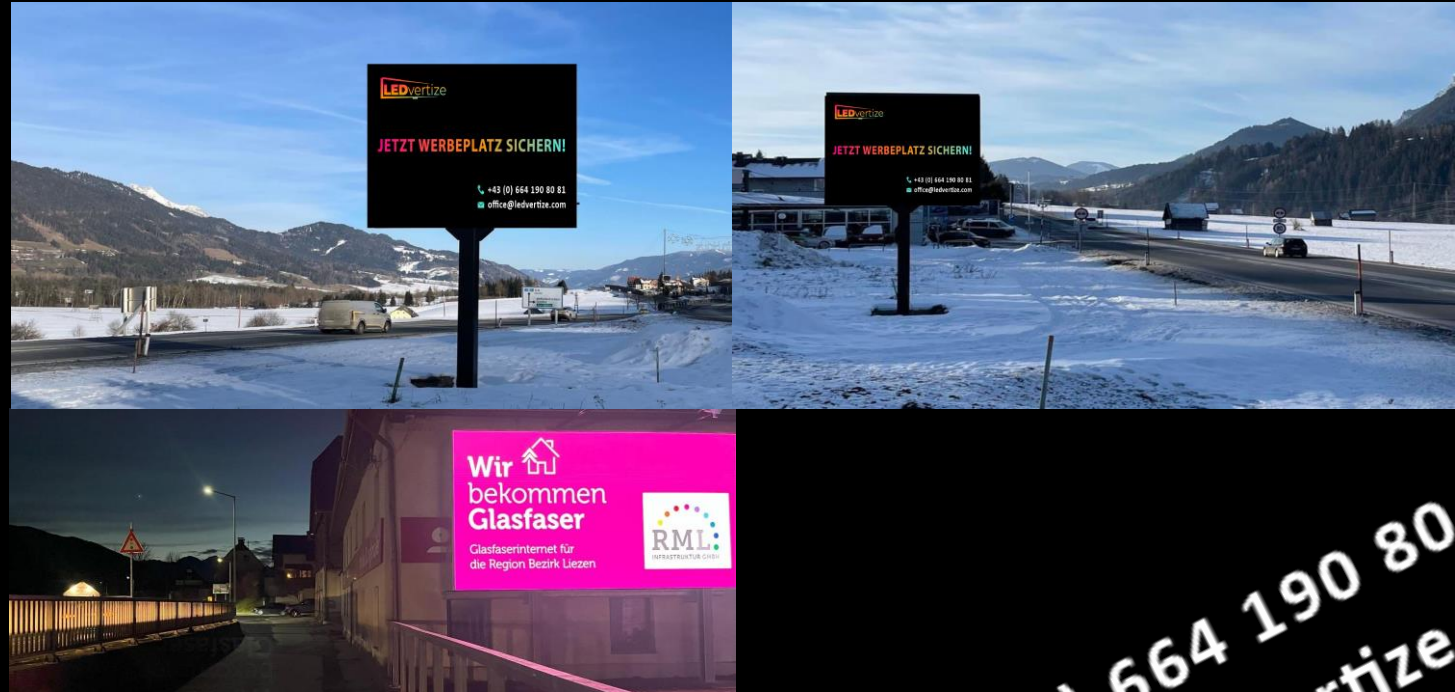 LEDvertize
JETZT WERBEPLATZ SICHERN!
+43 (0) 664 190 80 81
office@ledvertize.com
LEDvertize
JETZT WERBEPLATZ SICHERN!
+43 (0) 664 190 80 81
office@ledvertize.com
Wir
bekommen
Glasfaser
Glasfaserinternet für
die Region Bezirk Liezen
RML
INFRASTRUKTUR GMBH
) 664 190 80
rtize